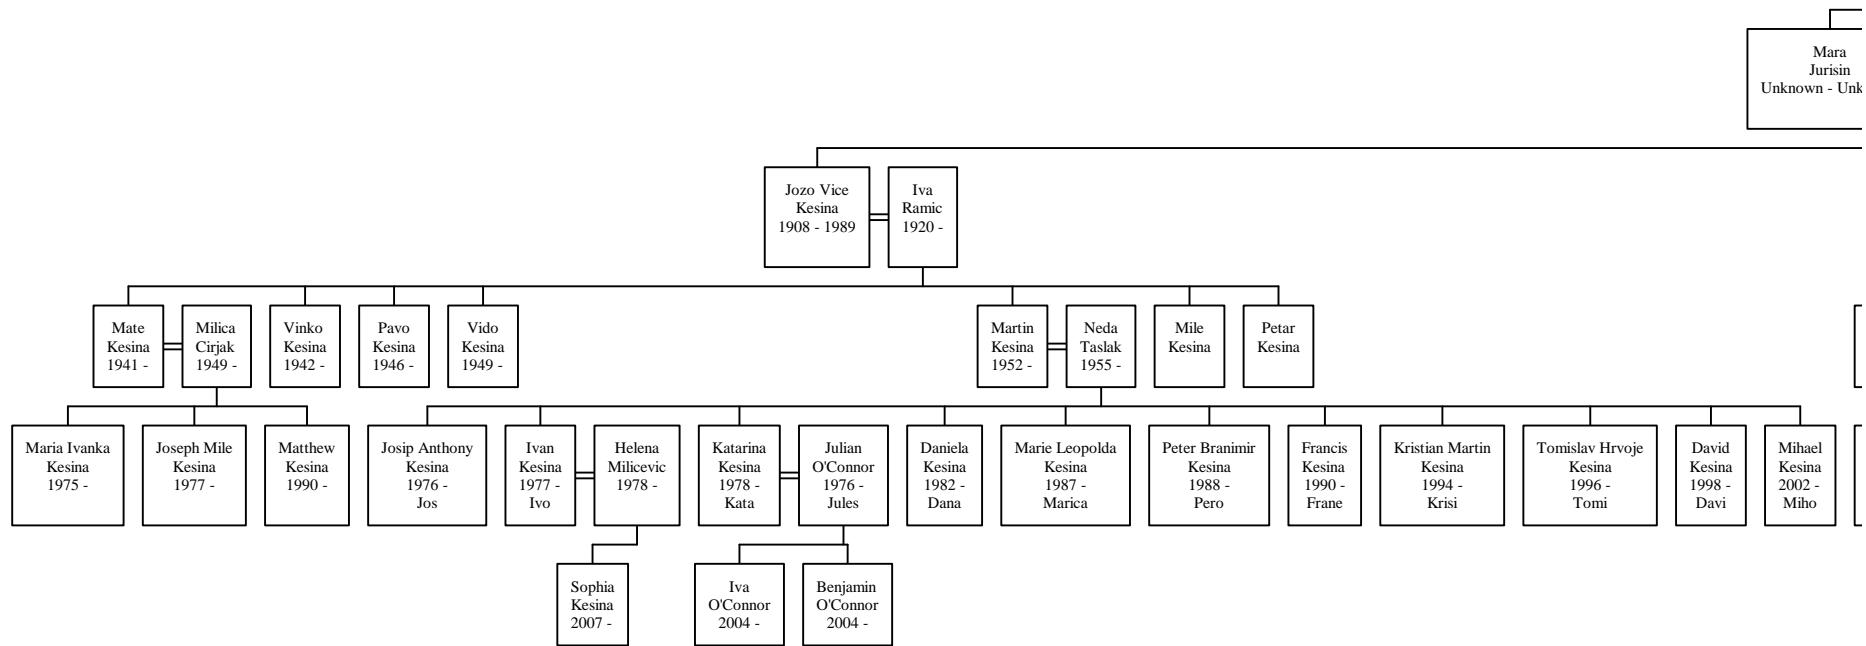 Mara
Jurisin
Unknown - Unk
Jozo Vice
Kesina
1908 - 1989
Iva
Ramic
1920 -
Mate
Kesina
1941 -
Milica
Cirjak
1949 -
Vinko
Kesina
1942 -
Pavo
Kesina
1946 -
Vido
Kesina
1949 -
Martin
Kesina
1952 -
Neda
Taslak
1955 -
Mile
Kesina
Petar
Kesina
Maria Ivanka
Kesina
1975 -
Joseph Mile
Kesina
1977 -
Matthew
Kesina
1990 -
Josip Anthony
Kesina
1976 -
Jos
Ivan
Kesina
1977 -
Ivo
Helena
Milicevic
1978 -
Katarina
Kesina
1978 -
Kata
Julian
O'Connor
1976 -
Jules
Daniela
Kesina
1982 -
Dana
Marie Leopolda
Kesina
1987 -
Marica
Peter Branimir
Kesina
1988 -
Pero
Francis
Kesina
1990 -
Frane
Kristian Martin
Kesina
1994 -
Krisi
Tomislav Hrvoje
Kesina
1996 -
Tomi
David
Kesina
1998 -
Davi
Mihael
Kesina
2002 -
Miho
Sophia
Kesina
2007 -
Iva
O'Connor
2004 -
Benjamin
O'Connor
2004 -